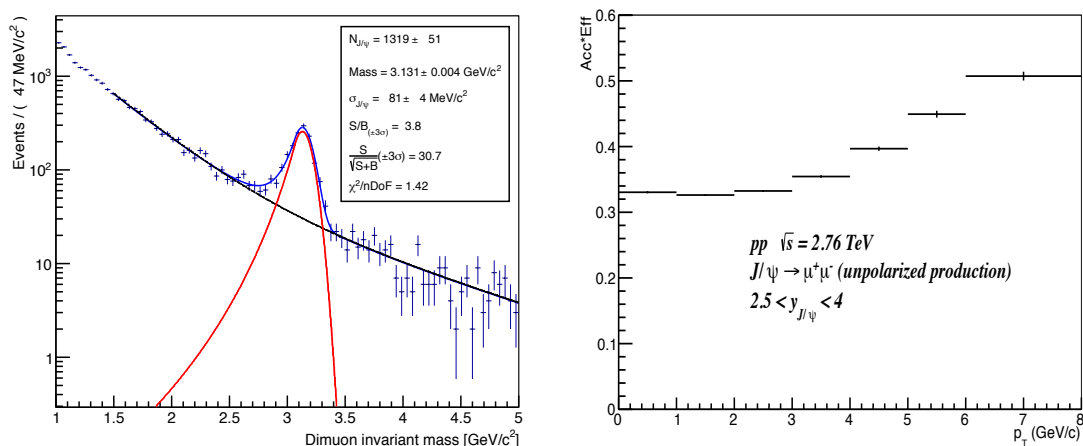 N_{J/ψ} = 1319 ± 51
Mass = 3.131 ± 0.004 GeV/c²
σ_{J/ψ} = 81 ± 4 MeV/c²
S/B_{(±3σ)} = 3.8
S/√S+B (±3σ) = 30.7
χ²/nDoF = 1.42
Events / ( 47 MeV/c²)
10³
10²
10
1
1 1.5 2 2.5 3 3.5 4 4.5 5
Dimuon invariant mass [GeV/c²]
Acc*Eff
0.6
0.5
0.4
0.3
0.2
0.1
0
pp √s = 2.76 TeV
J/ψ → μ⁺μ⁻ (unpolarized production)
2.5 < y_{J/ψ} < 4
0 1 2 3 4 5 6 7 8
p_T (GeV/c)